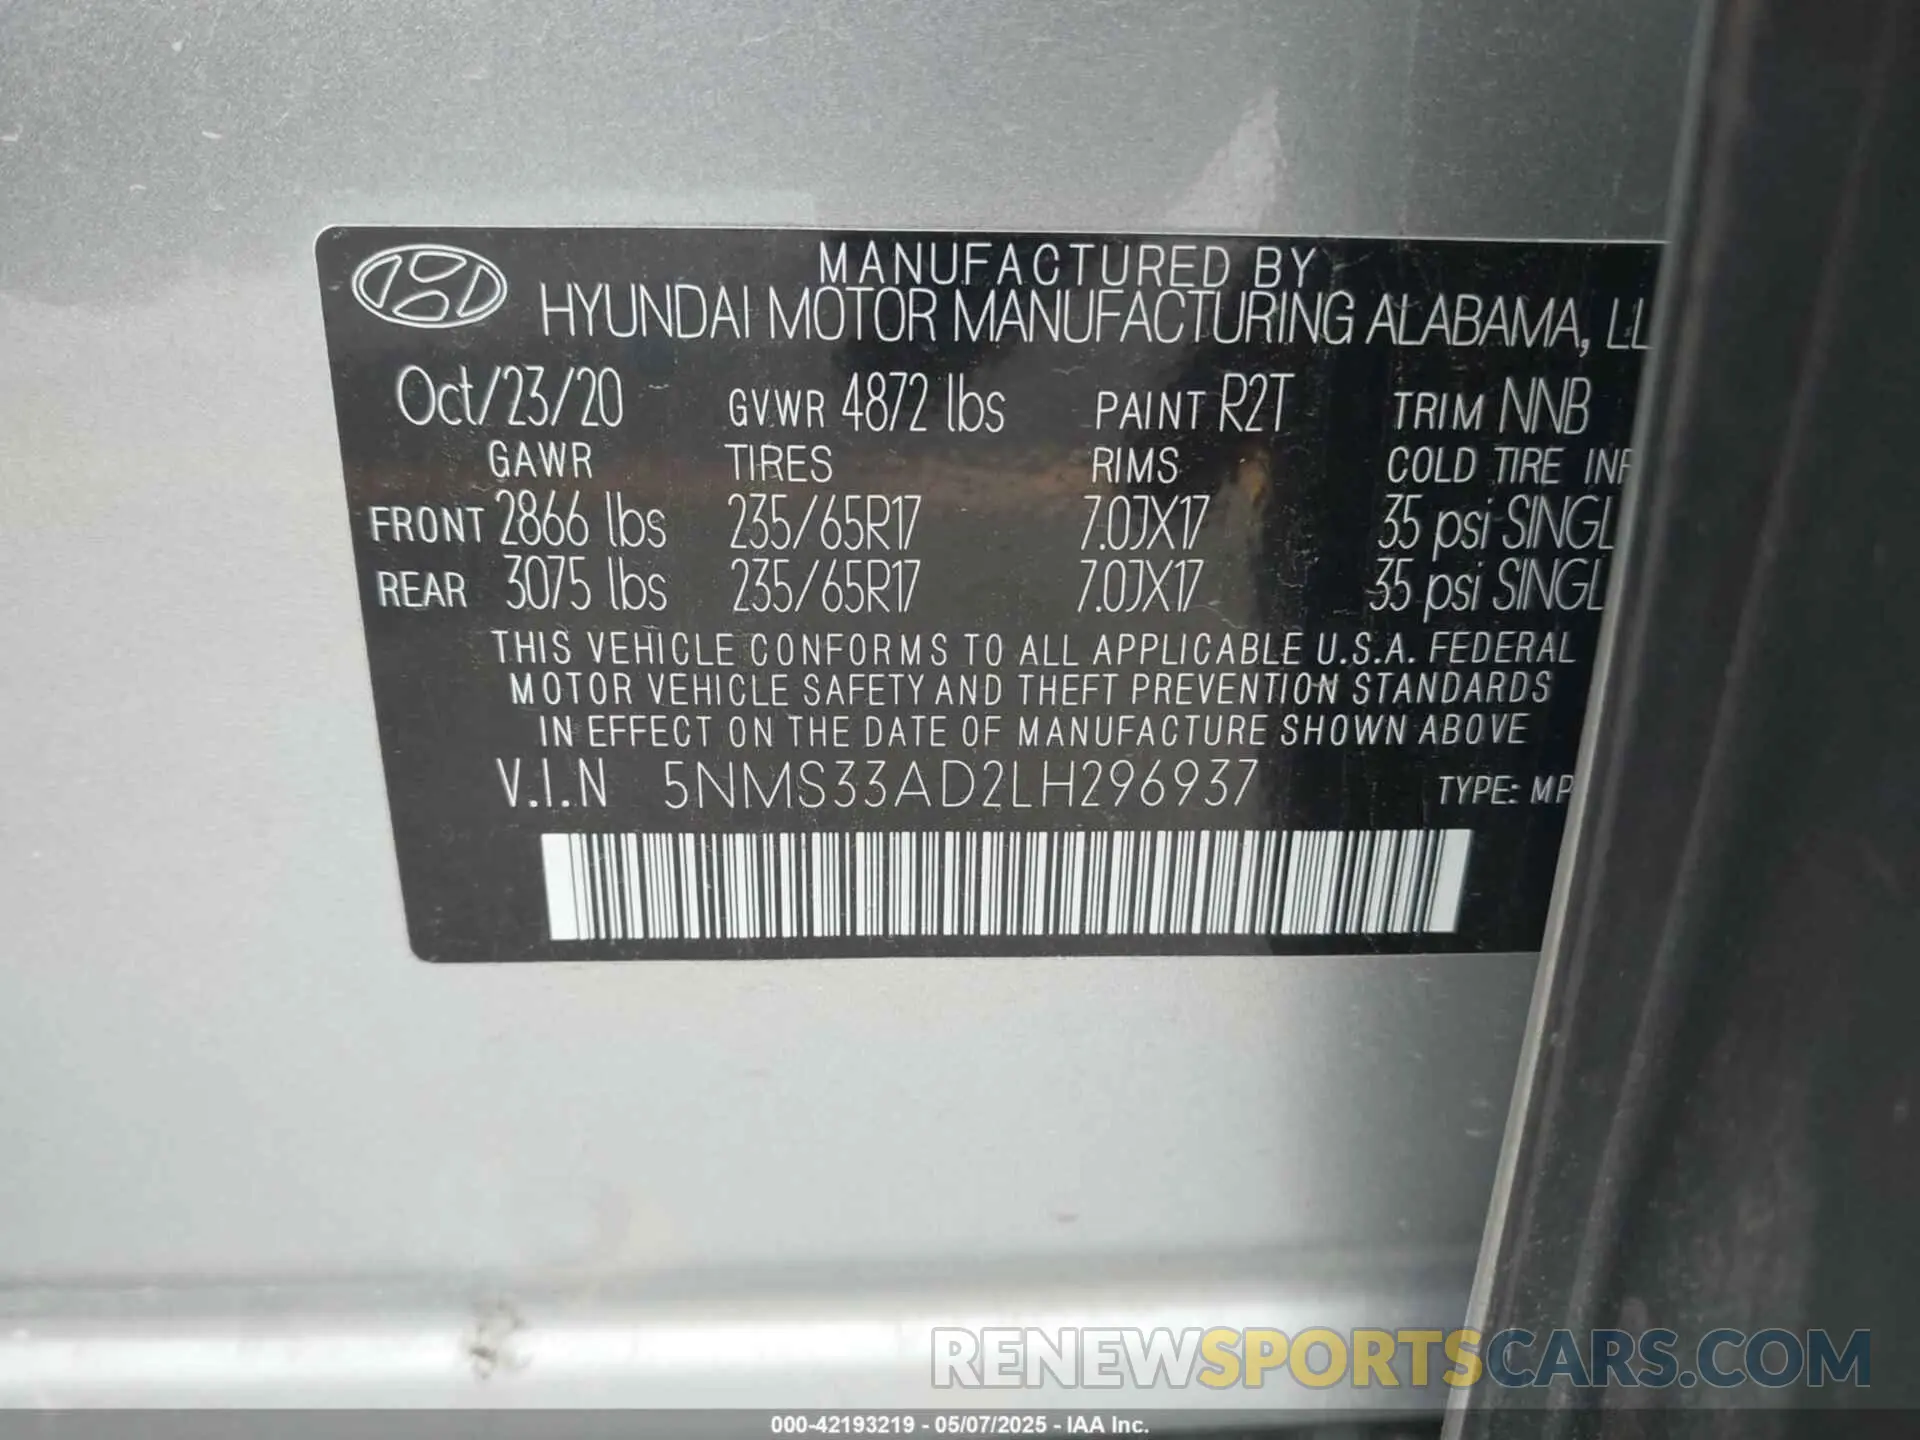 MANUFACTURED BY
HYUNDAI MOTOR MANUFACTURING ALABAMA, LL
Oct/23/20 GVWR 4872 lbs PAINT R2T TRIM NNB
GAWR TIRES RIMS COLD TIRE INF
FRONT 2866 lbs 235/65R17 7.0JX17 35 psi SINGL
REAR 3075 lbs 235/65R17 7.0JX17 35 psi SINGL
THIS VEHICLE CONFORMS TO ALL APPLICABLE U.S.A. FEDERAL
MOTOR VEHICLE SAFETY AND THEFT PREVENTION STANDARDS
IN EFFECT ON THE DATE OF MANUFACTURE SHOWN ABOVE
V.I.N 5NMS33AD2LH296937 TYPE: MP
RENEWSPORTSCARS.COM
000-42193219 - 05/07/2025 - IAA Inc.